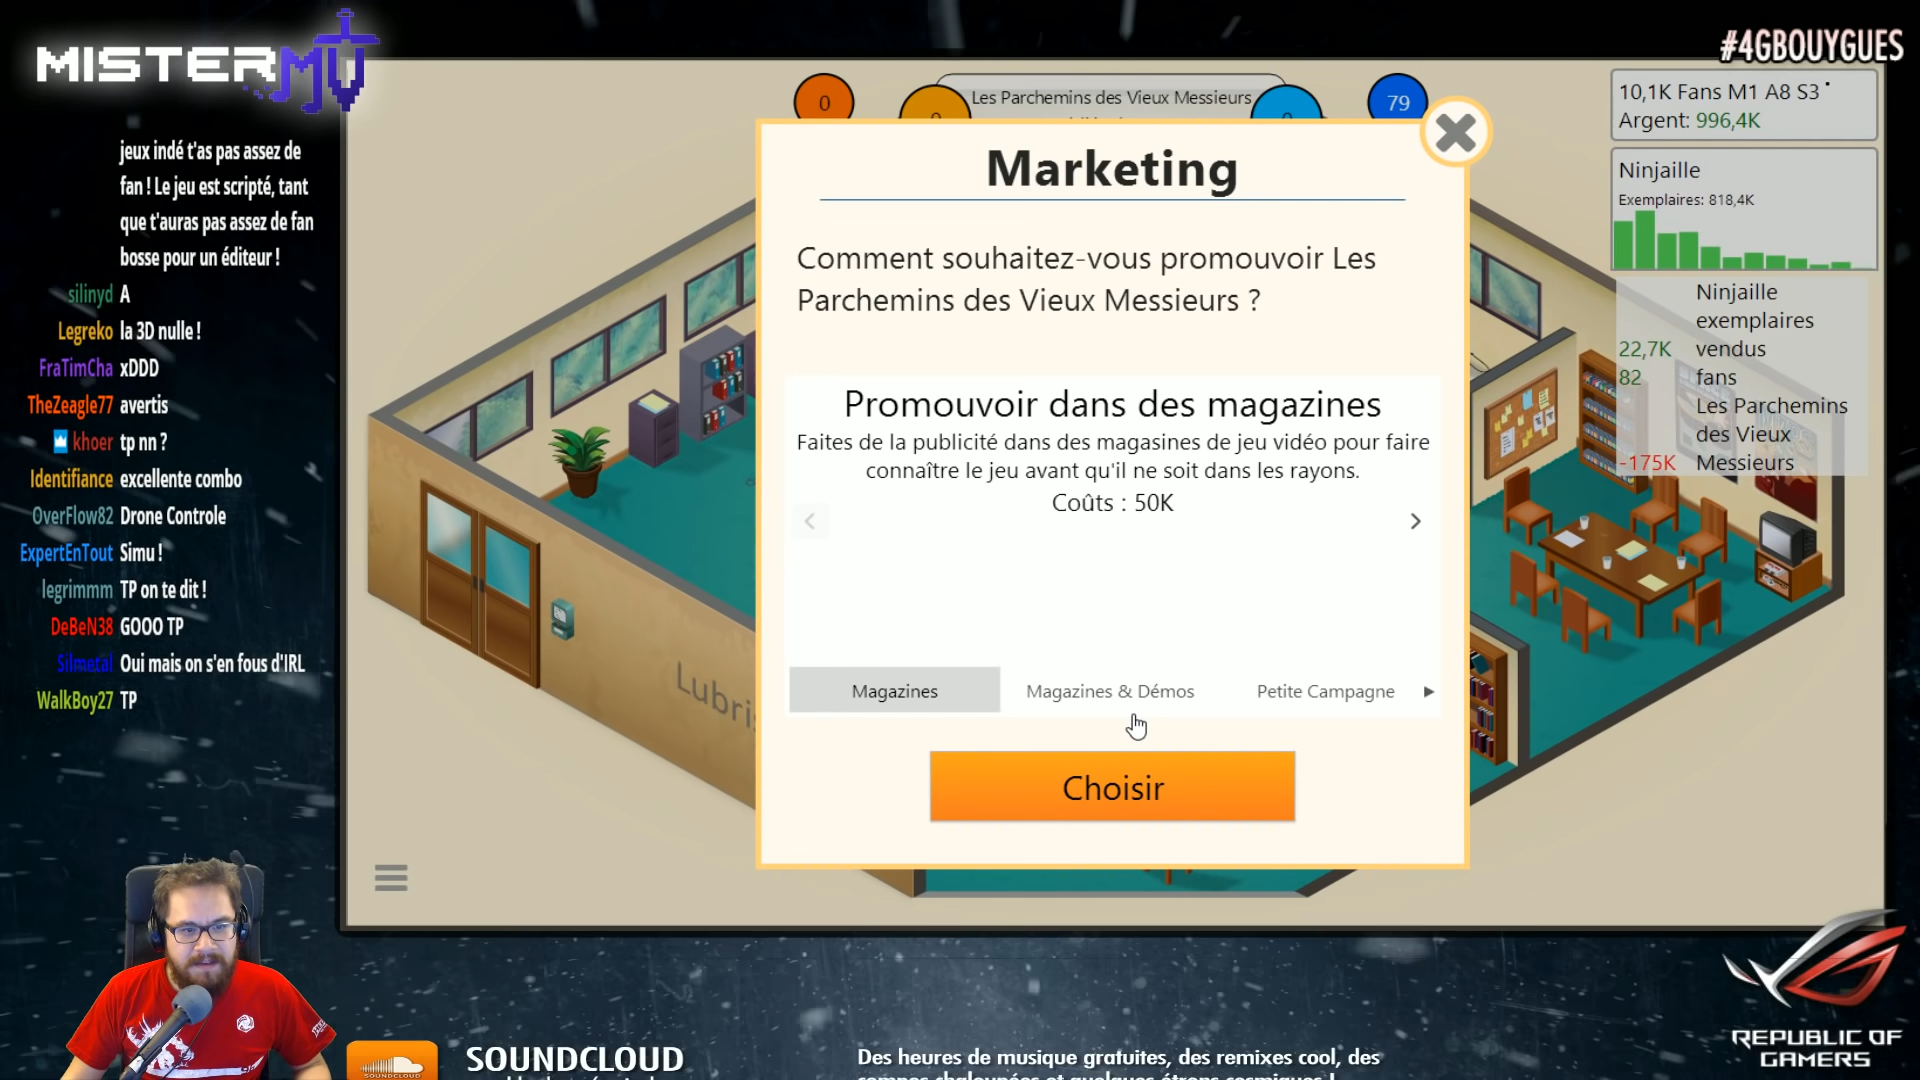 MISTERMV
#4GBOUYGUES
jeux indé t'as pas assez de
fan ! Le jeu est scripté, tant
que t'auras pas assez de fan
bosse pour un éditeur !
silinyd A
Legreko la 3D nulle !
FraTimCha xDDD
TheZeagle77 avertis
khoer tp nn ?
Identifiance excellente combo
OverFlow82 Drone Controle
ExpertEnTout Simu !
legrimmm TP on te dit !
DeBeN38 GOOO TP
Silmetal Oui mais on s'en fous d'IRL
WalkBoy27 TP
0
Les Parchemins des Vieux Messieurs
79
Marketing
Comment souhaitez-vous promouvoir Les
Parchemins des Vieux Messieurs ?
Promouvoir dans des magazines
Faites de la publicité dans des magasines de jeu vidéo pour faire
connaître le jeu avant qu'il ne soit dans les rayons.
Coûts : 50K
Magazines
Magazines & Démos
Petite Campagne
Choisir
10,1K Fans M1 A8 S3
Argent: 996,4K
Ninjaille
Exemplaires: 818,4K
Ninjaille
exemplaires
22,7K vendus
82 fans
Les Parchemins
des Vieux
-175K Messieurs
Lubris
SOUNDCLOUD
SOUNDCLOUD
Des heures de musique gratuites, des remixes cool, des
REPUBLIC OF
GAMERS